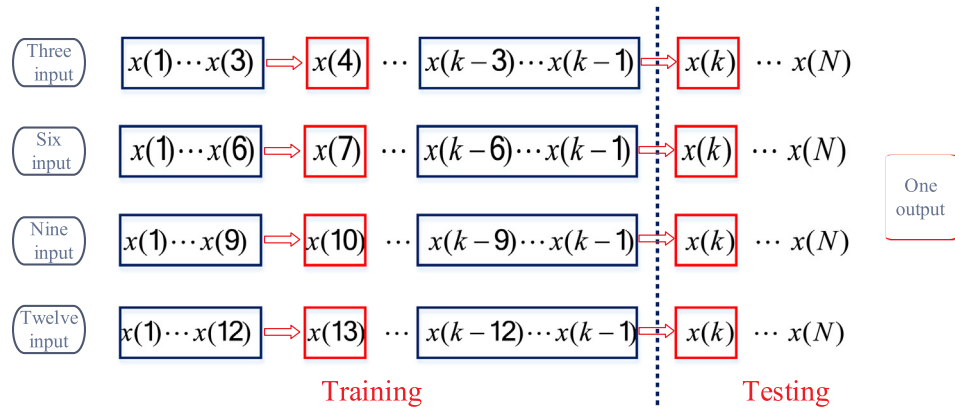 Three input
x(1)⋯x(3) x(4) ⋯ x(k−3)⋯x(k−1) x(k) ⋯ x(N)
Six input
x(1)⋯x(6) x(7) ⋯ x(k−6)⋯x(k−1) x(k) ⋯ x(N)
One output
Nine input
x(1)⋯x(9) x(10) ⋯ x(k−9)⋯x(k−1) x(k) ⋯ x(N)
Twelve input
x(1)⋯x(12) x(13) ⋯ x(k−12)⋯x(k−1) x(k) ⋯ x(N)
Training Testing